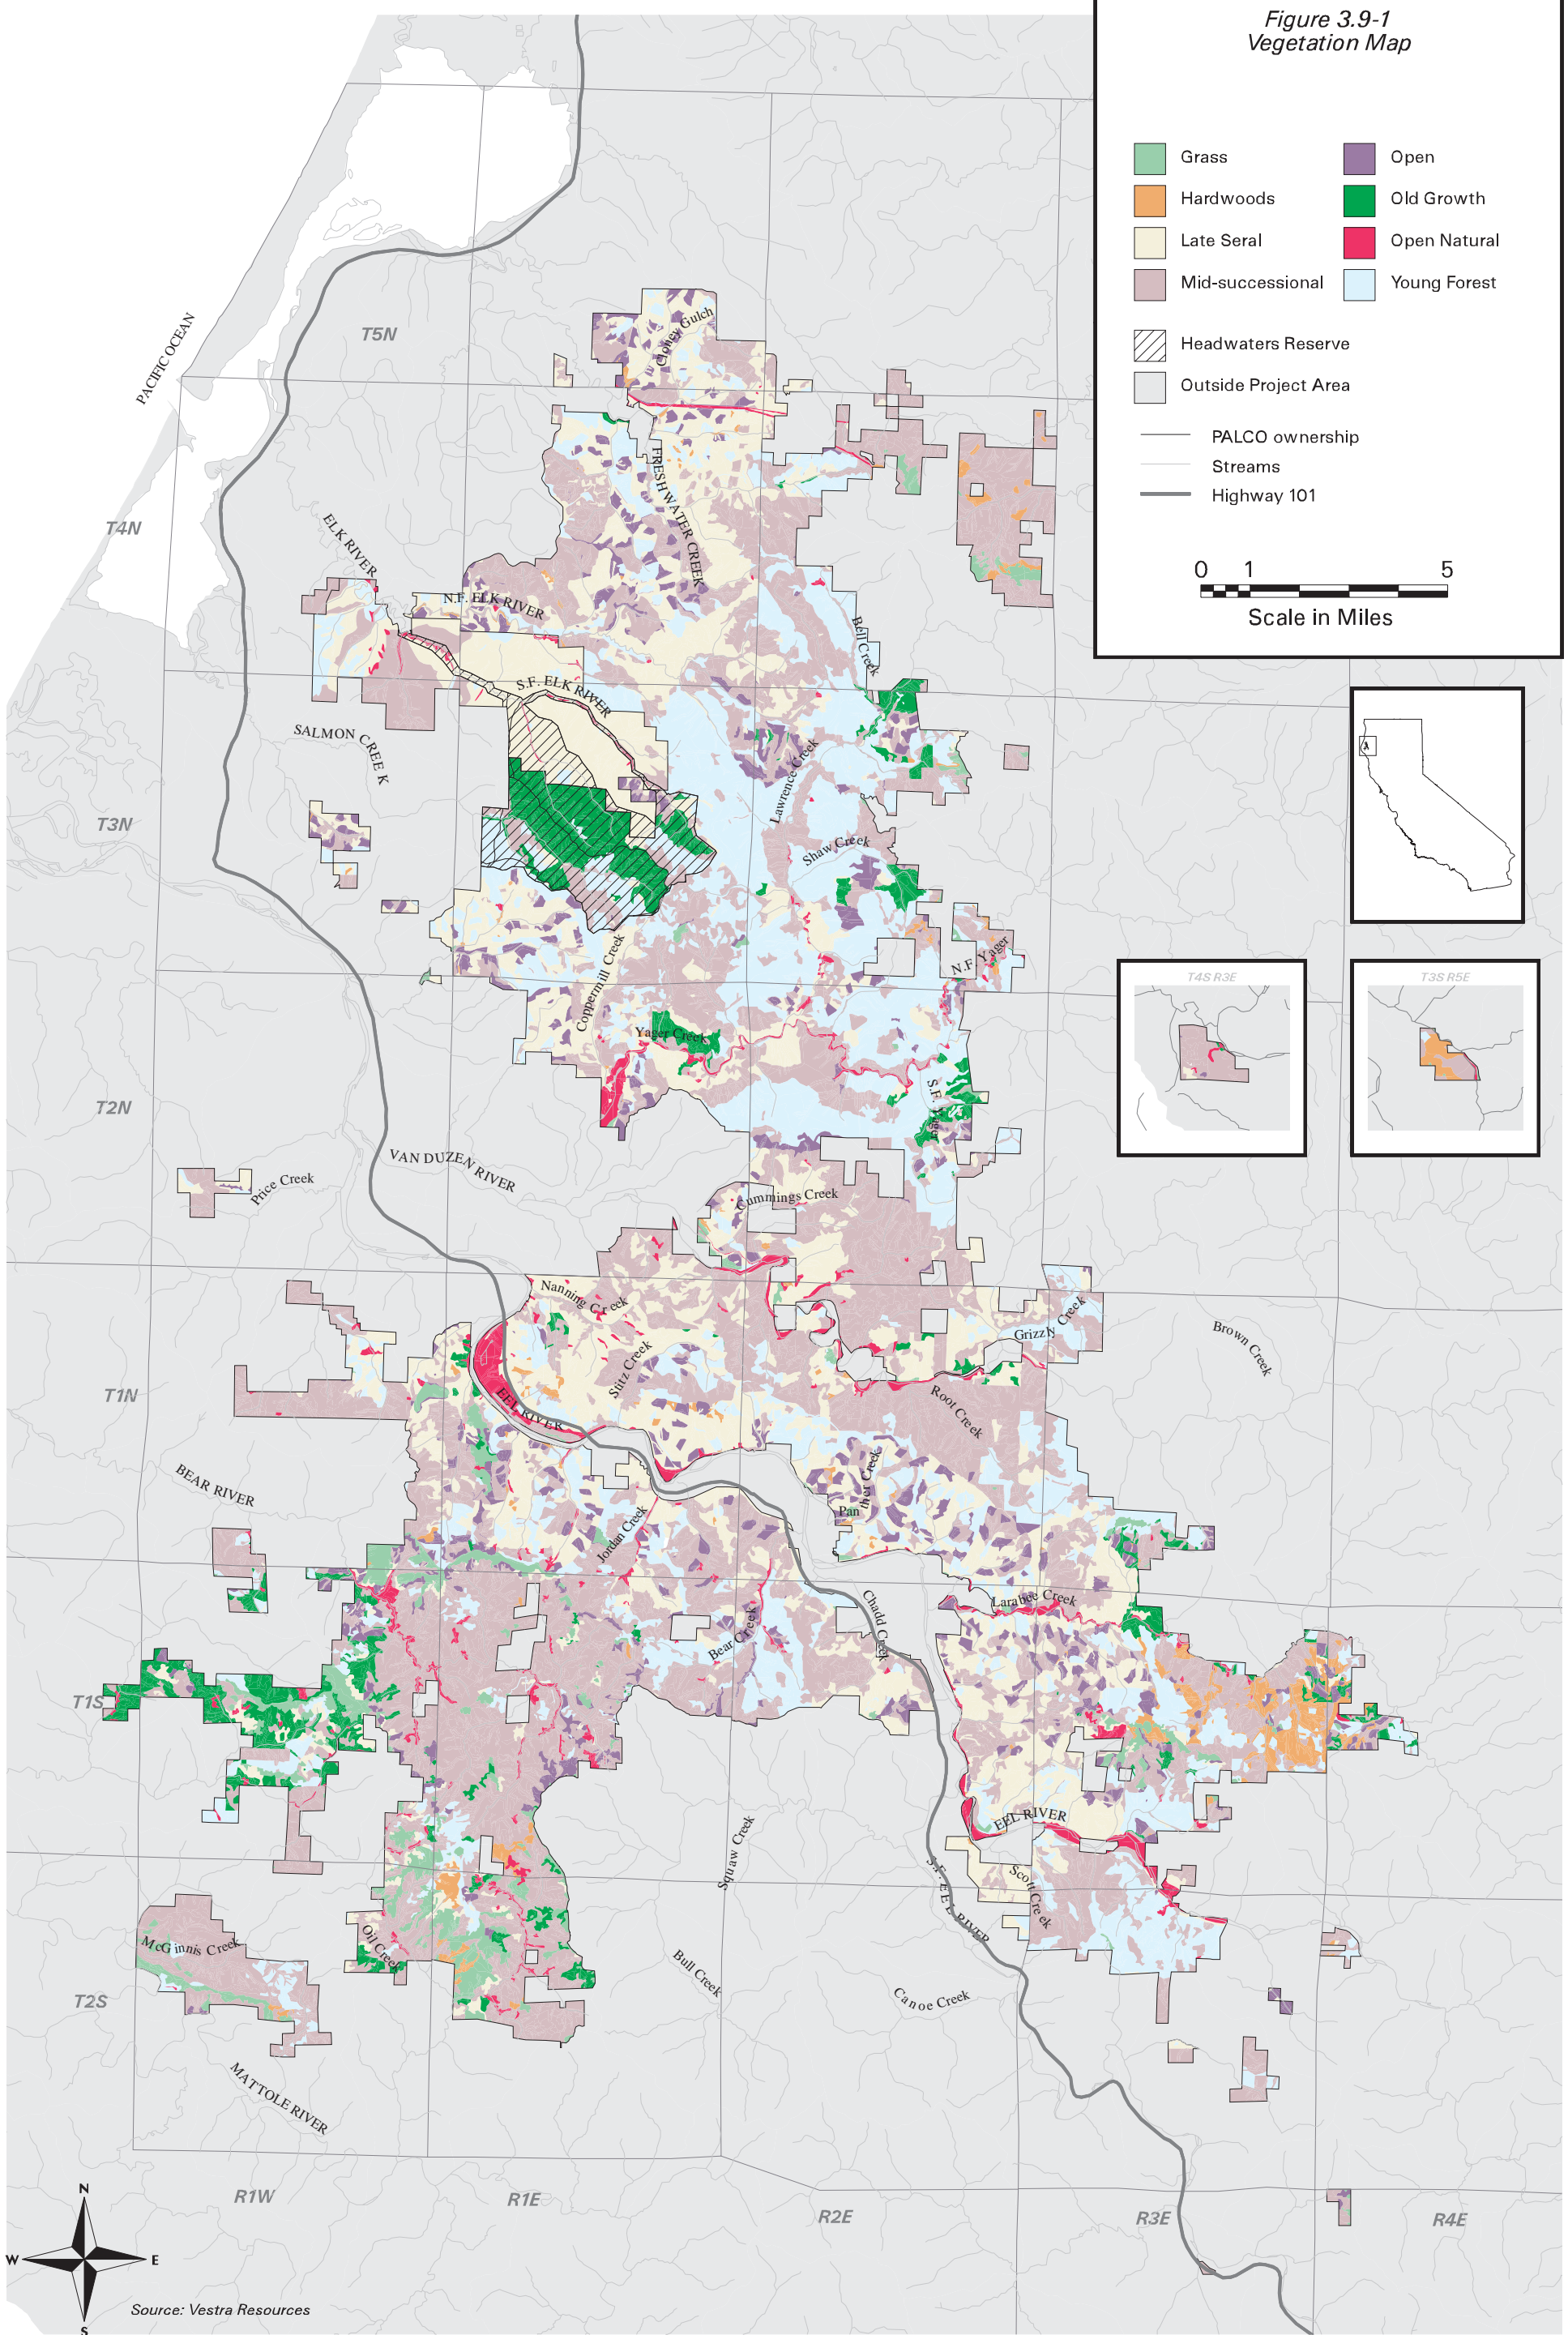 Figure 3.9-1
Vegetation Map
Grass
Open
Hardwoods
Old Growth
Late Seral
Open Natural
Mid-successional
Young Forest
Headwaters Reserve
Outside Project Area
PALCO ownership
Streams
Highway 101
0 1 5
Scale in Miles
PACIFIC OCEAN
T5N
Cloney Gulch
T4N
FRESHWATER CREEK
ELK RIVER
N.F. ELK RIVER
Bell Creek
S.F. ELK RIVER
SALMON CREEK
Lawrence Creek
T3N
Shaw Creek
N.F. Yager
Coppermill Creek
T4S R3E
T3S R5E
Yager Creek
S.F. Yager
T2N
VAN DUZEN RIVER
Price Creek
Cummings Creek
Nanning Creek
Grizzly Creek
Brown Creek
Stitz Creek
T1N
EEL RIVER
Root Creek
BEAR RIVER
Panther Creek
Jordan Creek
Larabee Creek
Chadd Creek
Bear Creek
T1S
EEL RIVER
Squaw Creek
S.F. EEL RIVER
Scott Creek
McGinnis Creek
Oil Creek
Bull Creek
Canoe Creek
T2S
MATTOLE RIVER
R1W
R1E
R2E
R3E
R4E
N
W
E
S
Source: Vestra Resources